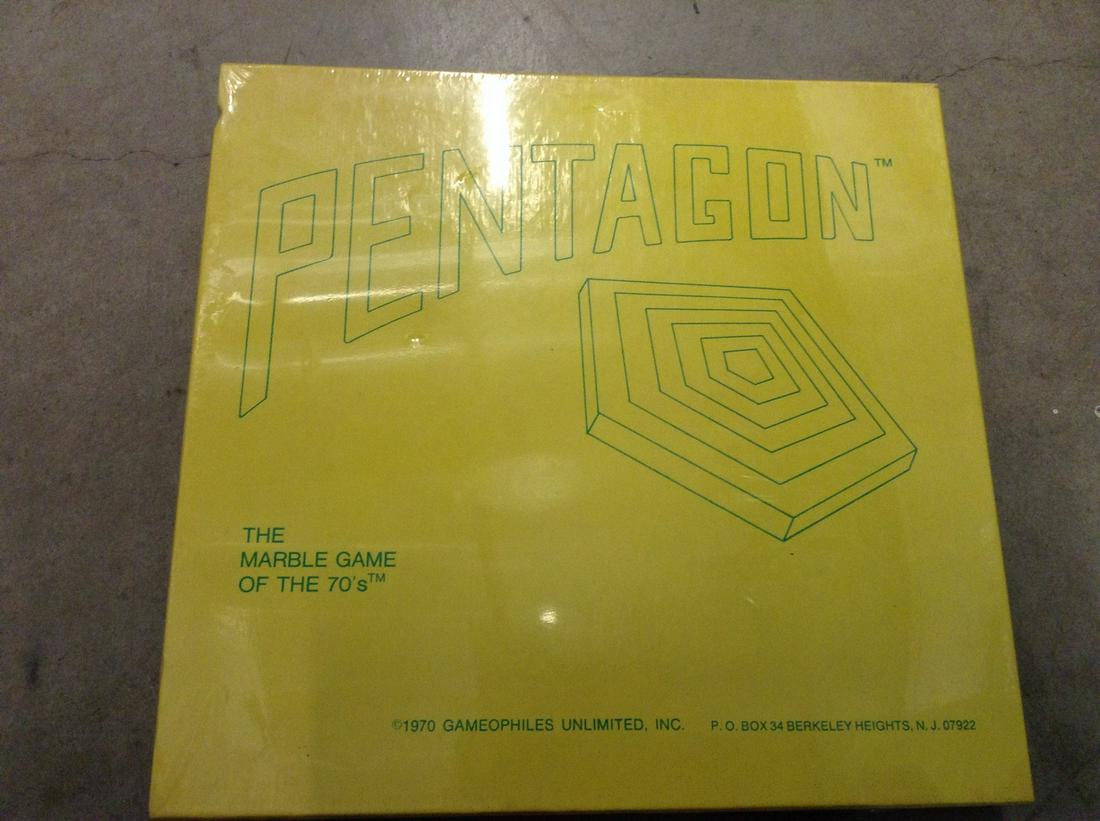 PENTAGON™
THE
MARBLE GAME
OF THE 70's™
©1970 GAMEOPHILES UNLIMITED, INC. P. O. BOX 34 BERKELEY HEIGHTS, N. J. 07922